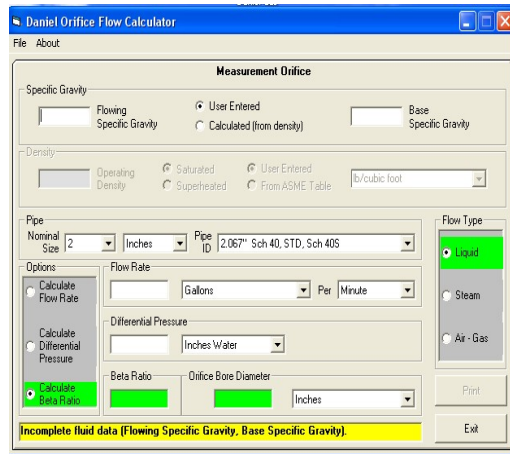 Daniel Orifice Flow Calculator
File About
Measurement Orifice
Specific Gravity
Flowing
Specific Gravity
User Entered
Calculated (from density)
Base
Specific Gravity
Density
Operating
Density
Saturated
Superheated
User Entered
From ASME Table
lb/cubic foot
Pipe
Nominal
Size
2
Inches
Pipe
ID
2.067" Sch 40, STD, Sch 40S
Flow Type
Liquid
Steam
Air - Gas
Options
Calculate
Flow Rate
Calculate
Differential
Pressure
Calculate
Beta Ratio
Flow Rate
Gallons
Per
Minute
Differential Pressure
Inches Water
Beta Ratio
Orifice Bore Diameter
Inches
Print
Exit
Incomplete fluid data (Flowing Specific Gravity, Base Specific Gravity).